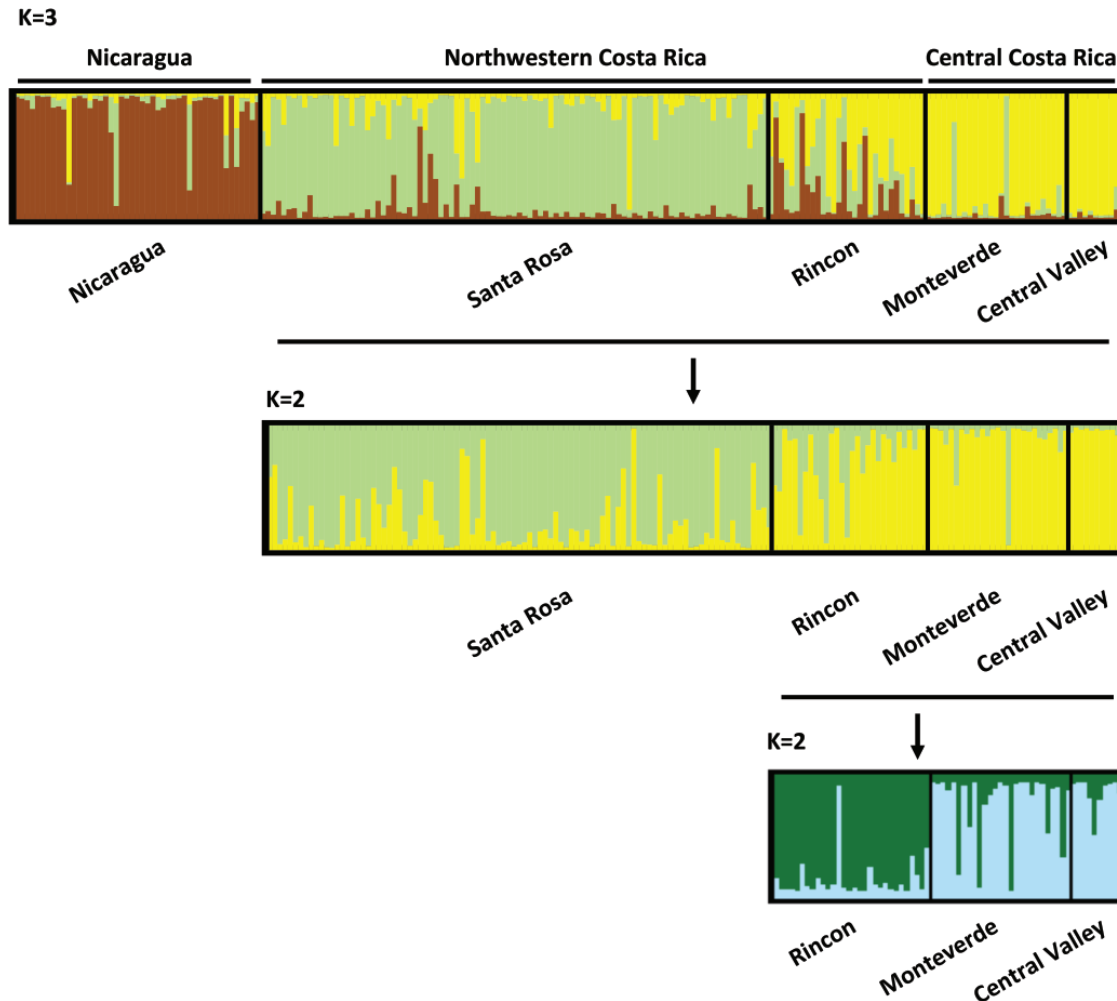 K=3
Nicaragua
Northwestern Costa Rica
Central Costa Rica
Nicaragua
Santa Rosa
Rincon
Monteverde
Central Valley
K=2
Santa Rosa
Rincon
Monteverde
Central Valley
K=2
Rincon
Monteverde
Central Valley